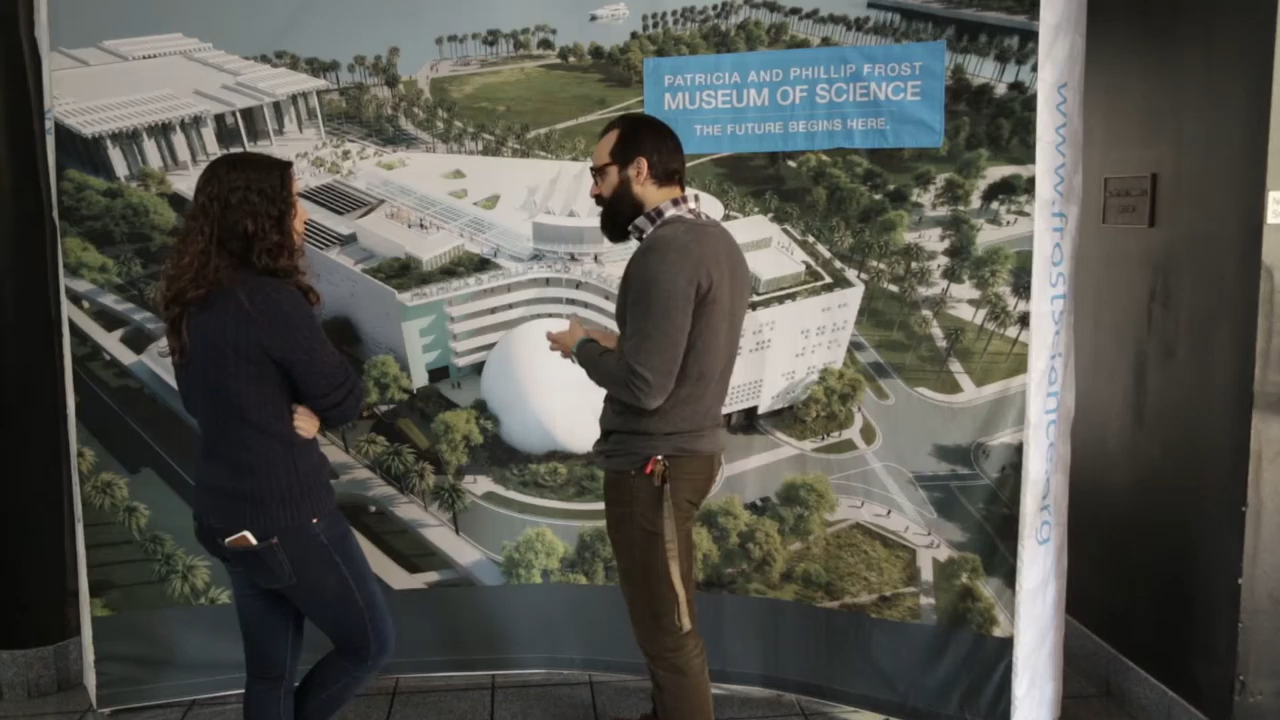 PATRICIA AND PHILLIP FROST
MUSEUM OF SCIENCE
THE FUTURE BEGINS HERE.
www.frostscience.org